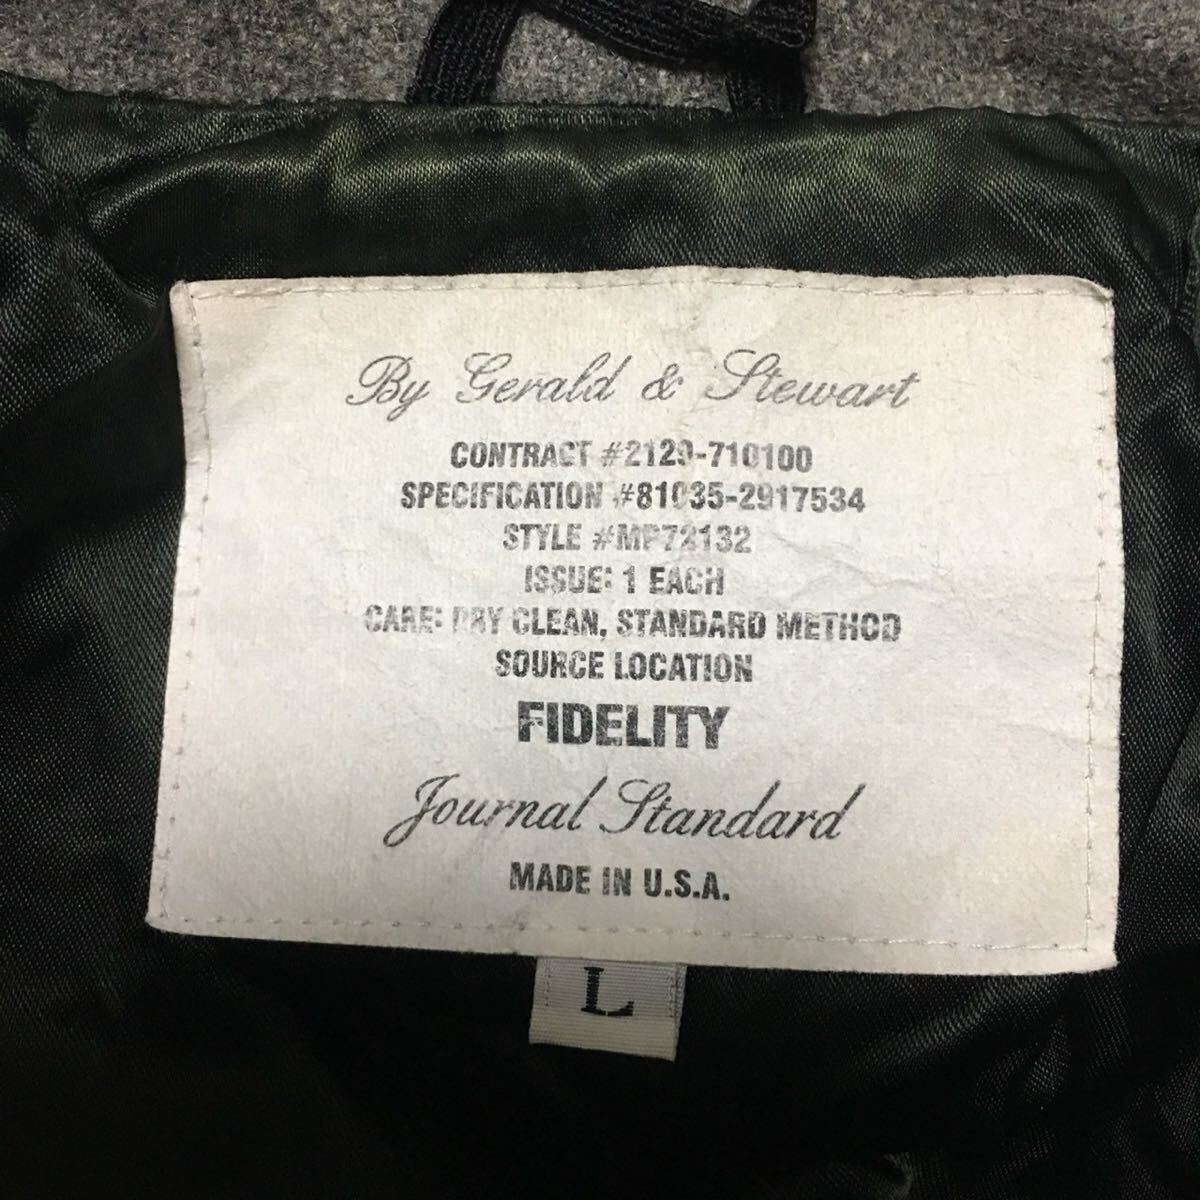 By Gerald & Stewart
CONTRACT #2129-710100
SPECIFICATION #81035-2917534
STYLE #MP72132
ISSUE: 1 EACH
CARE: DRY CLEAN, STANDARD METHOD
SOURCE LOCATION
FIDELITY
Journal Standard
MADE IN U.S.A.
L